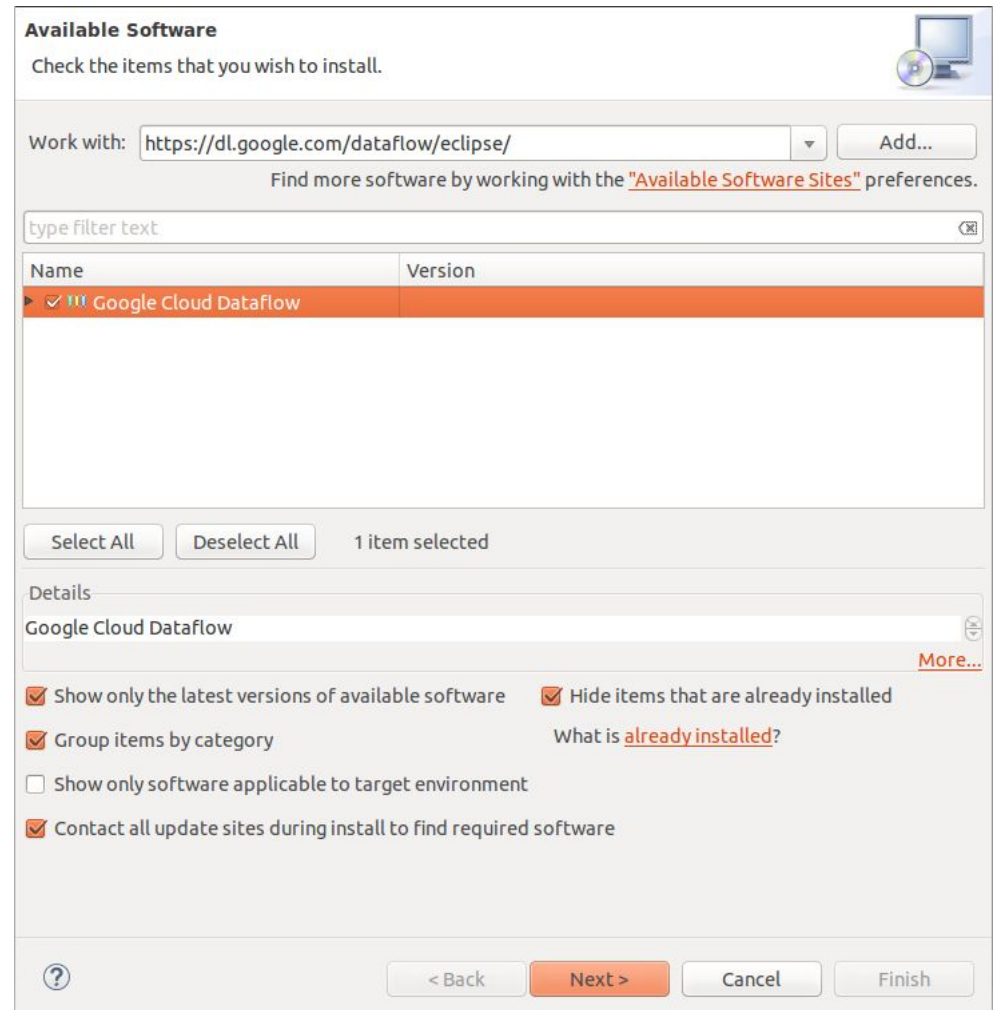 Available Software
Check the items that you wish to install.
Work with: https://dl.google.com/dataflow/eclipse/ Add...
Find more software by working with the "Available Software Sites" preferences.
type filter text
Name Version
Google Cloud Dataflow
Select All Deselect All 1 item selected
Details
Google Cloud Dataflow
More...
Show only the latest versions of available software Hide items that are already installed
Group items by category What is already installed?
Show only software applicable to target environment
Contact all update sites during install to find required software
? < Back Next > Cancel Finish